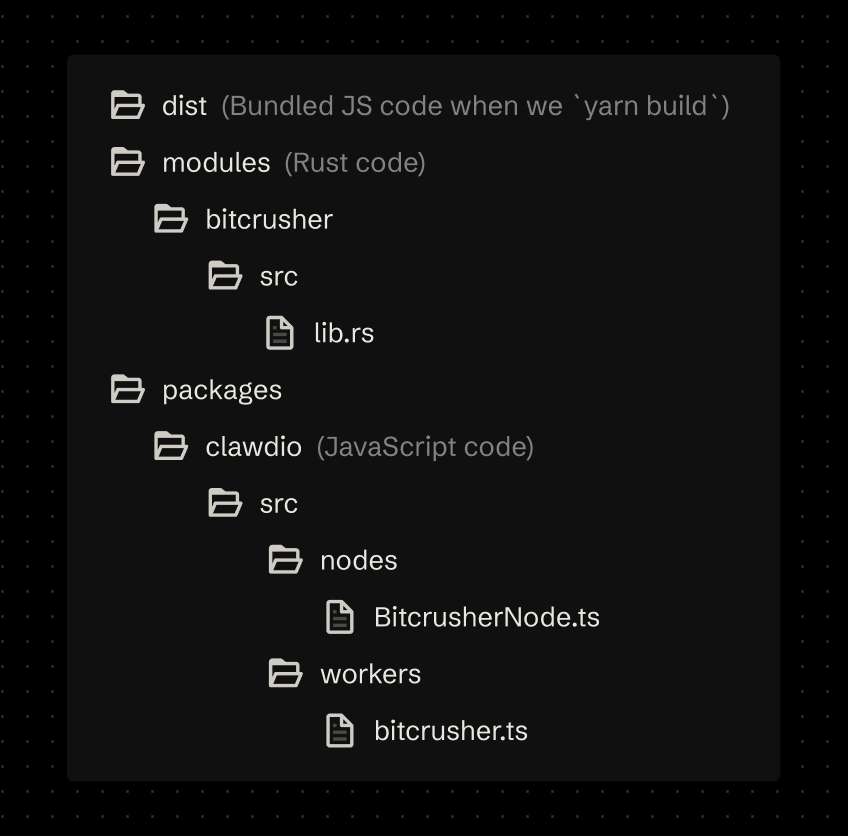 dist (Bundled JS code when we `yarn build`)
modules (Rust code)
bitcrusher
src
lib.rs
packages
clawdio (JavaScript code)
src
nodes
BitcrusherNode.ts
workers
bitcrusher.ts